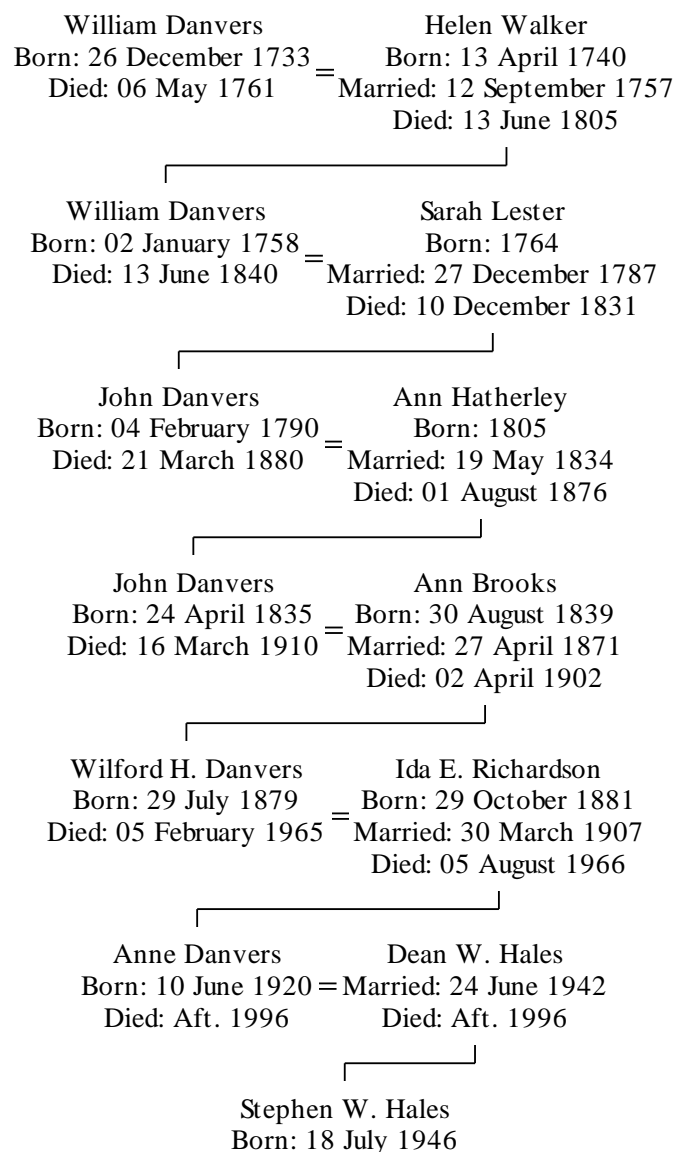 William Danvers
Born: 26 December 1733
Died: 06 May 1761
=
Helen Walker
Born: 13 April 1740
Married: 12 September 1757
Died: 13 June 1805
William Danvers
Born: 02 January 1758
Died: 13 June 1840
=
Sarah Lester
Born: 1764
Married: 27 December 1787
Died: 10 December 1831
John Danvers
Born: 04 February 1790
Died: 21 March 1880
=
Ann Hatherley
Born: 1805
Married: 19 May 1834
Died: 01 August 1876
John Danvers
Born: 24 April 1835
Died: 16 March 1910
=
Ann Brooks
Born: 30 August 1839
Married: 27 April 1871
Died: 02 April 1902
Wilford H. Danvers
Born: 29 July 1879
Died: 05 February 1965
=
Ida E. Richardson
Born: 29 October 1881
Married: 30 March 1907
Died: 05 August 1966
Anne Danvers
Born: 10 June 1920
Died: Aft. 1996
=
Dean W. Hales
Married: 24 June 1942
Died: Aft. 1996
Stephen W. Hales
Born: 18 July 1946